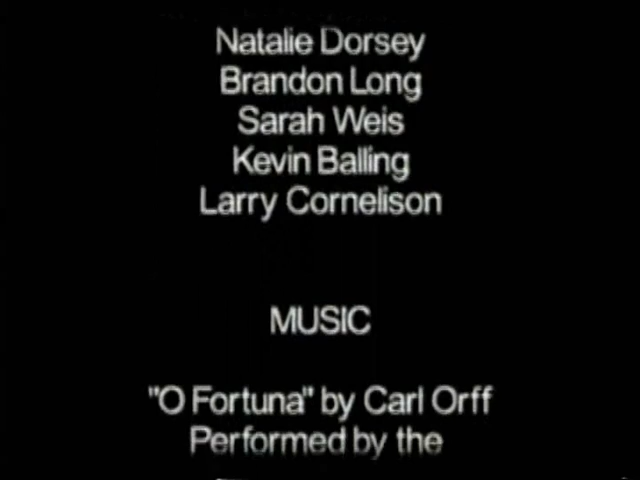 Natalie Dorsey
Brandon Long
Sarah Weis
Kevin Balling
Larry Cornelison
MUSIC
"O Fortuna" by Carl Orff
Performed by the